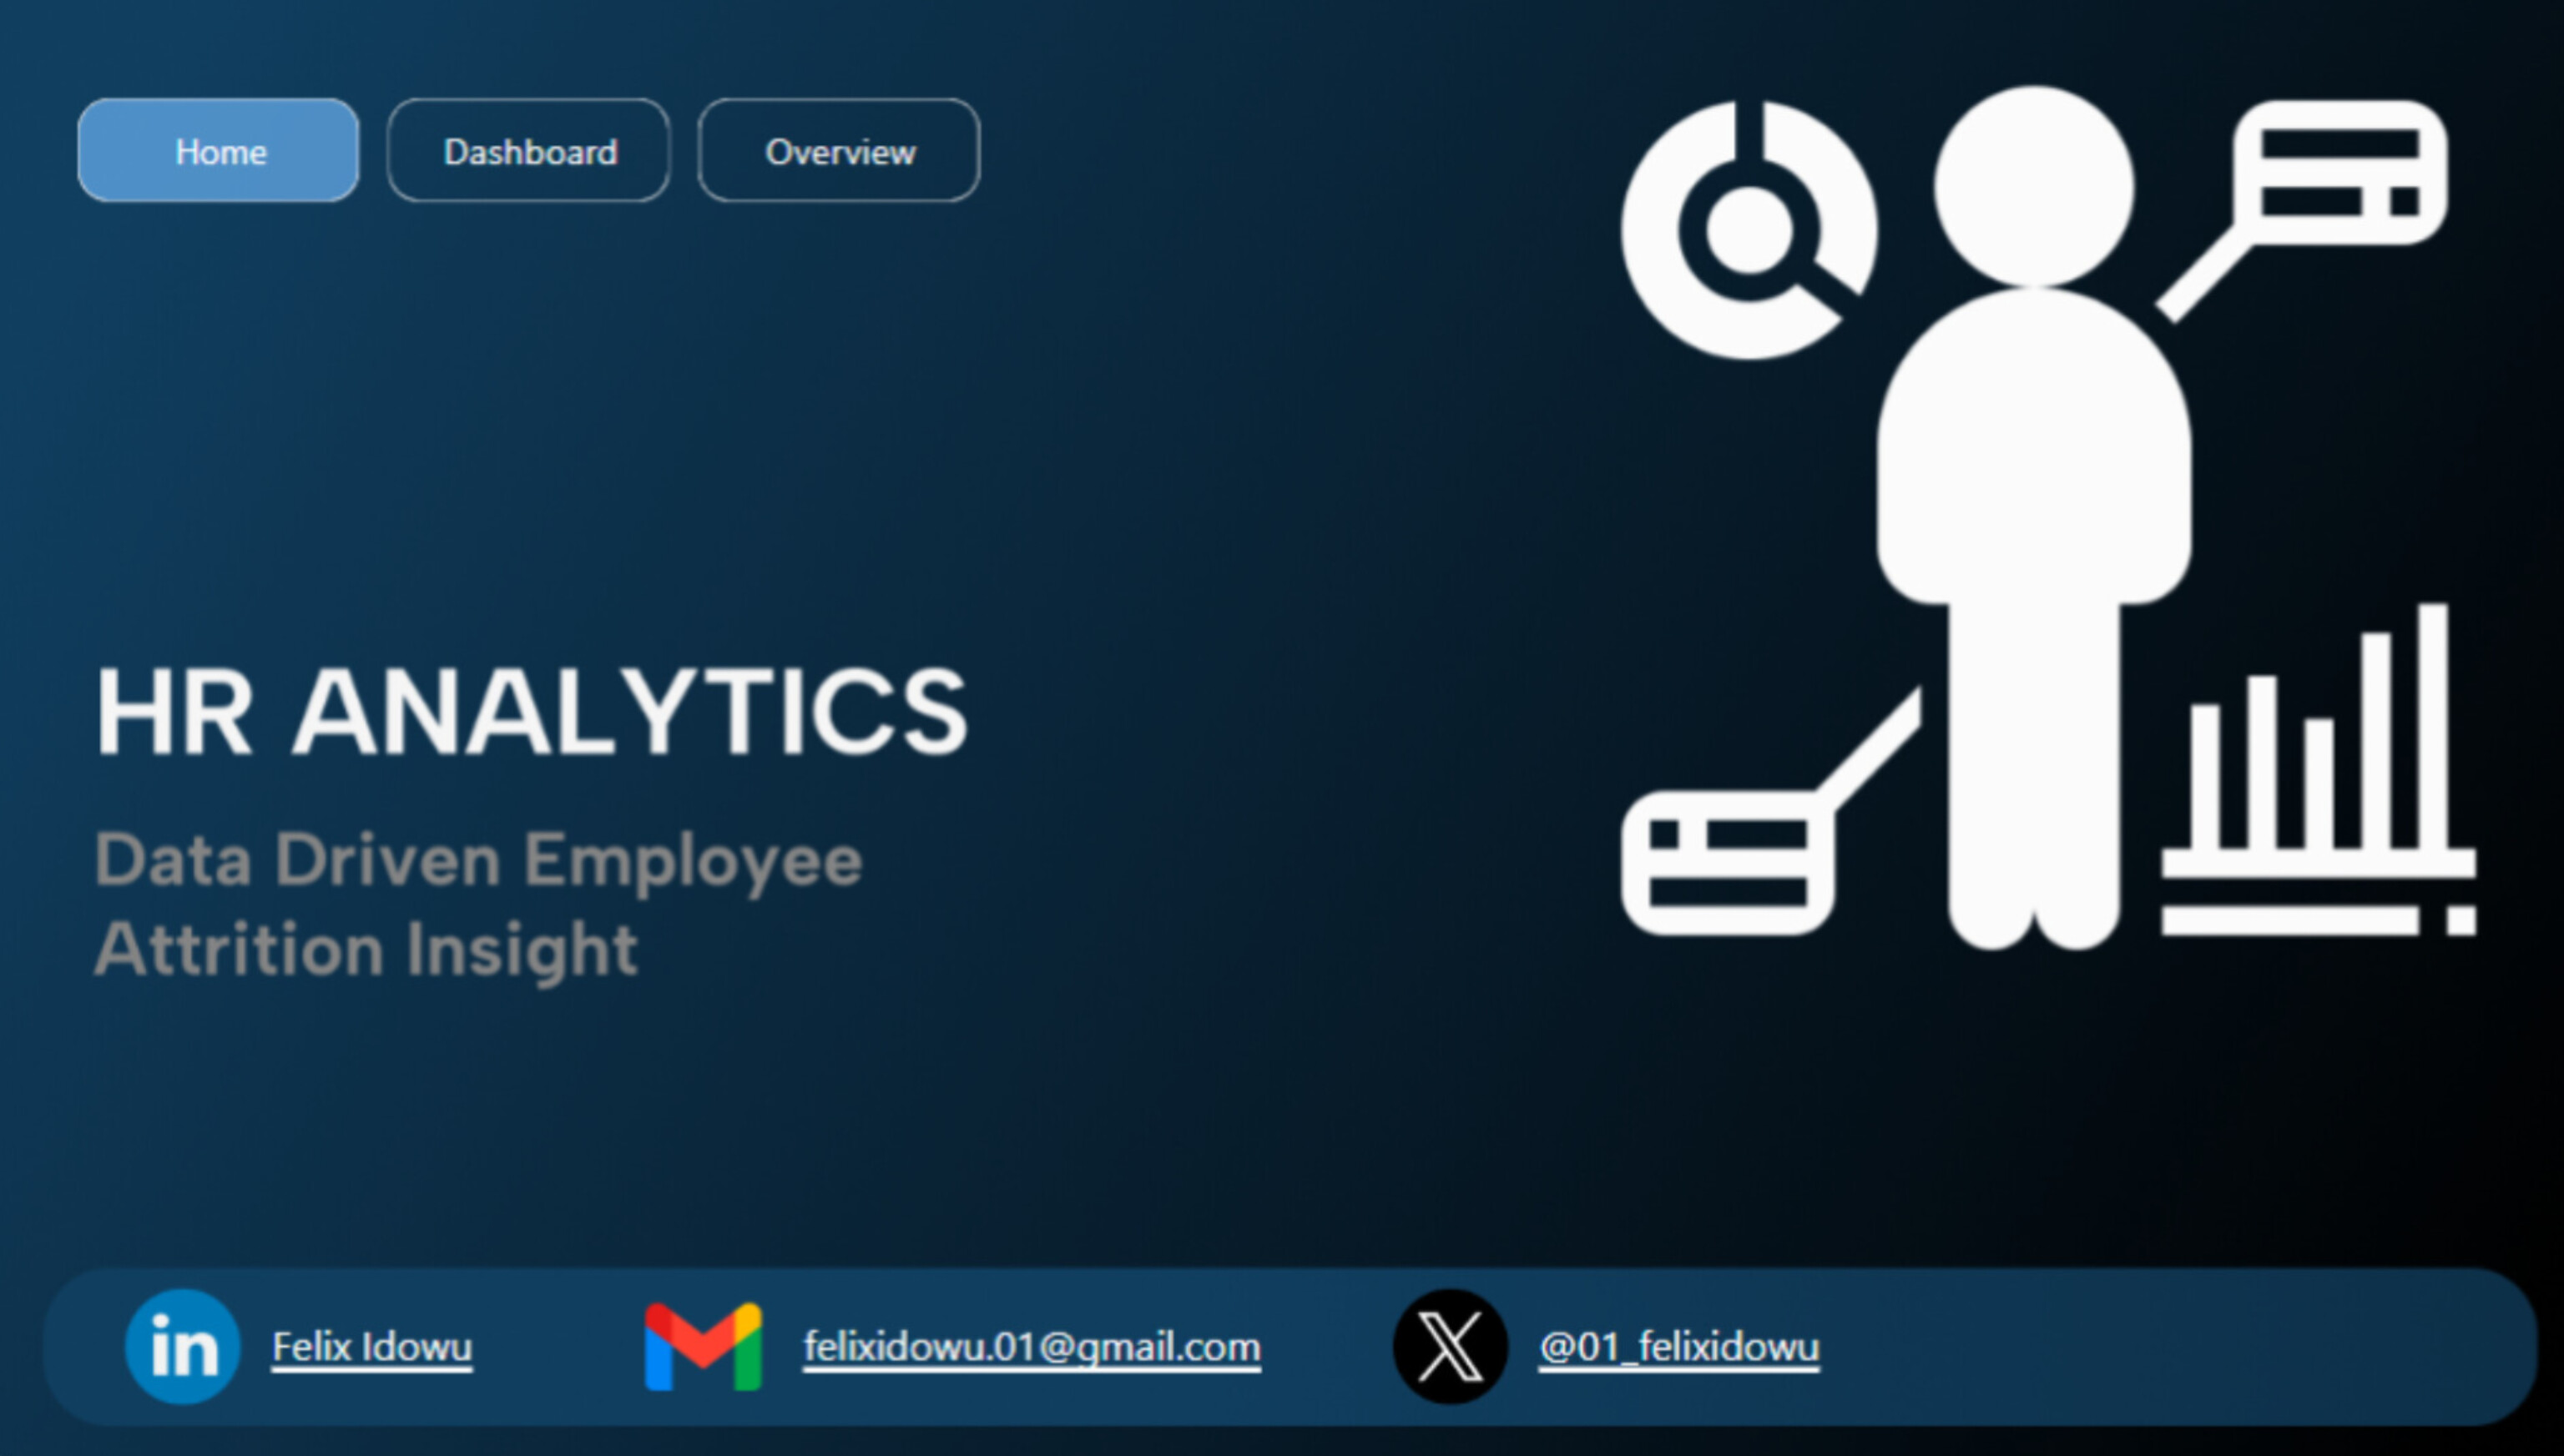 Home
Dashboard
Overview
HR ANALYTICS
Data Driven Employee
Attrition Insight
in
Felix Idowu
felixidowu.01@gmail.com
@01_felixidowu